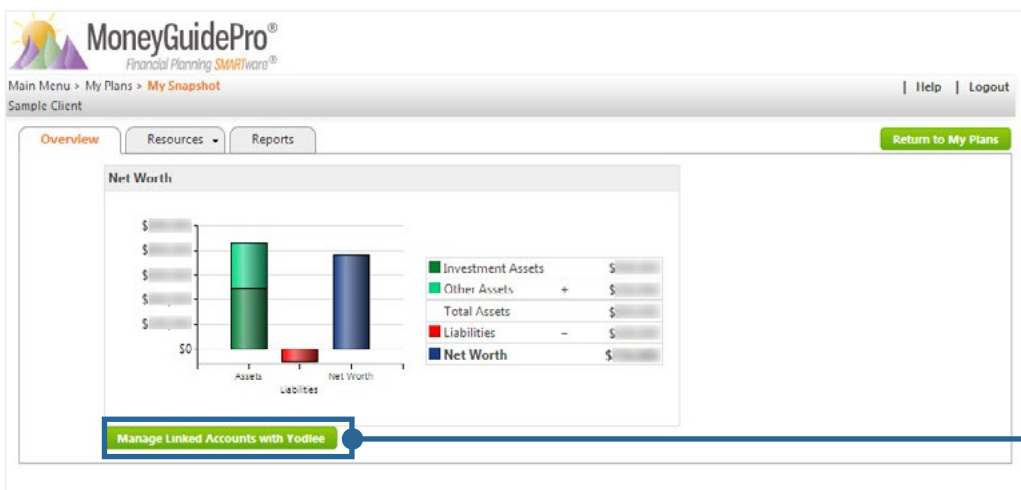 MoneyGuidePro®
Financial Planning SMARTware®
Main Menu > My Plans > My Snapshot | Help | Logout
Sample Client
Overview Resources Reports Return to My Plans
Net Worth
$
$
$
$
$
$0
Assets
Liabilities
Net Worth
Investment Assets $
Other Assets + $
Total Assets $
Liabilities – $
Net Worth $
Manage Linked Accounts with Yodlee